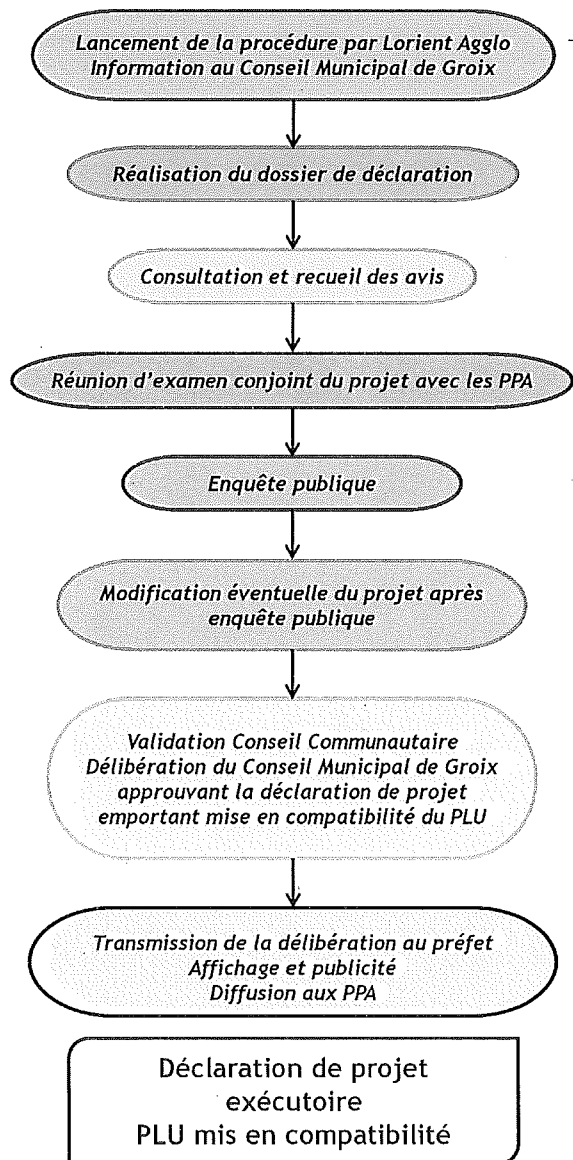 Lancement de la procédure par Lorient Agglo
Information au Conseil Municipal de Groix
Réalisation du dossier de déclaration
Consultation et recueil des avis
Réunion d'examen conjoint du projet avec les PPA
Enquête publique
Modification éventuelle du projet après
enquête publique
Validation Conseil Communautaire
Délibération du Conseil Municipal de Groix
approuvant la déclaration de projet
emportant mise en compatibilité du PLU
Transmission de la délibération au préfet
Affichage et publicité
Diffusion aux PPA
Déclaration de projet
exécutoire
PLU mis en compatibilité